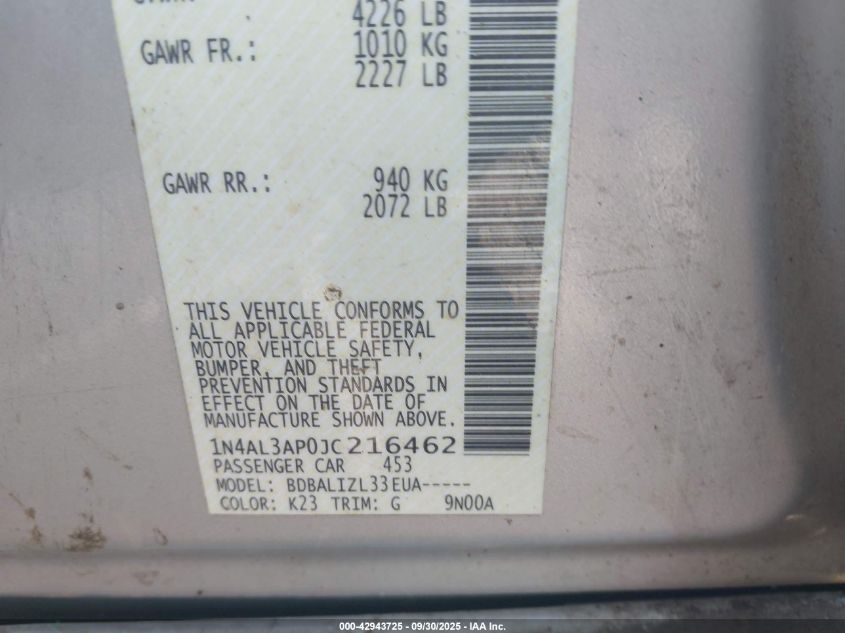 4226 LB
GAWR FR.: 1010 KG
2227 LB
GAWR RR.: 940 KG
2072 LB
THIS VEHICLE CONFORMS TO
ALL APPLICABLE FEDERAL
MOTOR VEHICLE SAFETY,
BUMPER, AND THEFT
PREVENTION STANDARDS IN
EFFECT ON THE DATE OF
MANUFACTURE SHOWN ABOVE.
1N4AL3AP0JC216462
PASSENGER CAR 453
MODEL: BDBALIZL33EUA-----
COLOR: K23 TRIM: G 9N00A
000-42943725 - 09/30/2025 - IAA Inc.